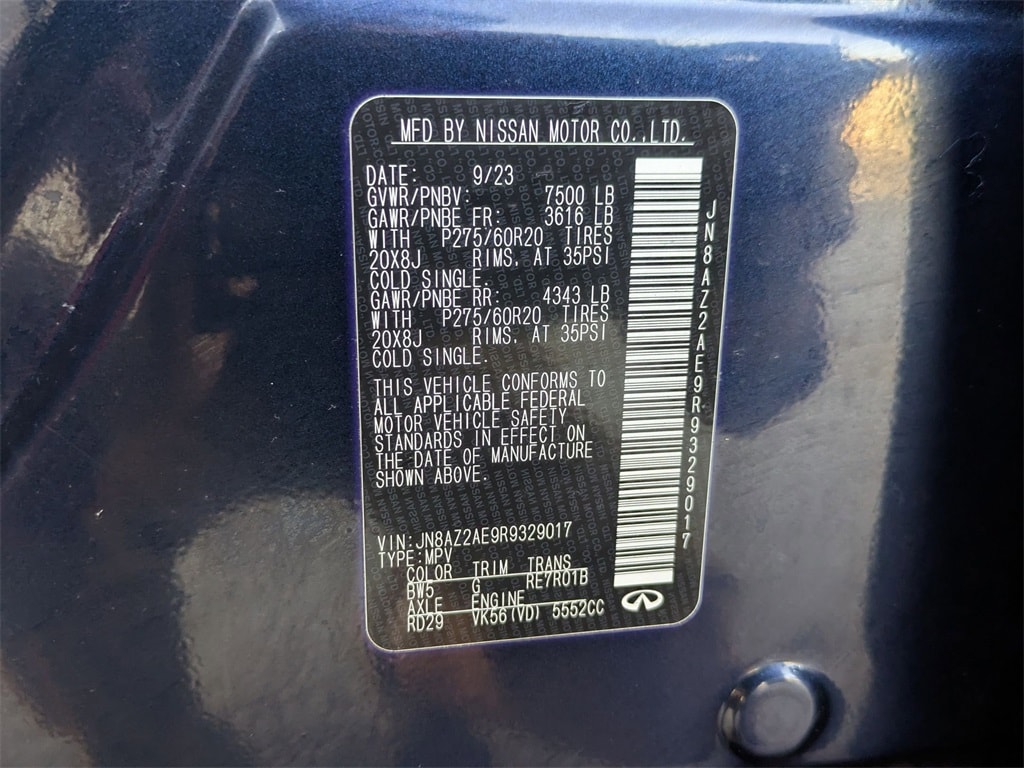 MFD BY NISSAN MOTOR CO.,LTD.
DATE: 9/23
GVWR/PNBV: 7500 LB
GAWR/PNBE FR: 3616 LB
WITH P275/60R20 TIRES
20X8J RIMS, AT 35PSI
COLD SINGLE.
GAWR/PNBE RR: 4343 LB
WITH P275/60R20 TIRES
20X8J RIMS, AT 35PSI
COLD SINGLE.
THIS VEHICLE CONFORMS TO
ALL APPLICABLE FEDERAL
MOTOR VEHICLE SAFETY
STANDARDS IN EFFECT ON
THE DATE OF MANUFACTURE
SHOWN ABOVE.
VIN:JN8AZ2AE9R9329017
TYPE:MPV
COLOR TRIM TRANS
BW5 G RE7R01B
AXLE ENGINE
RD29 VK56(VD) 5552CC
JN8AZ2AE9R9329017